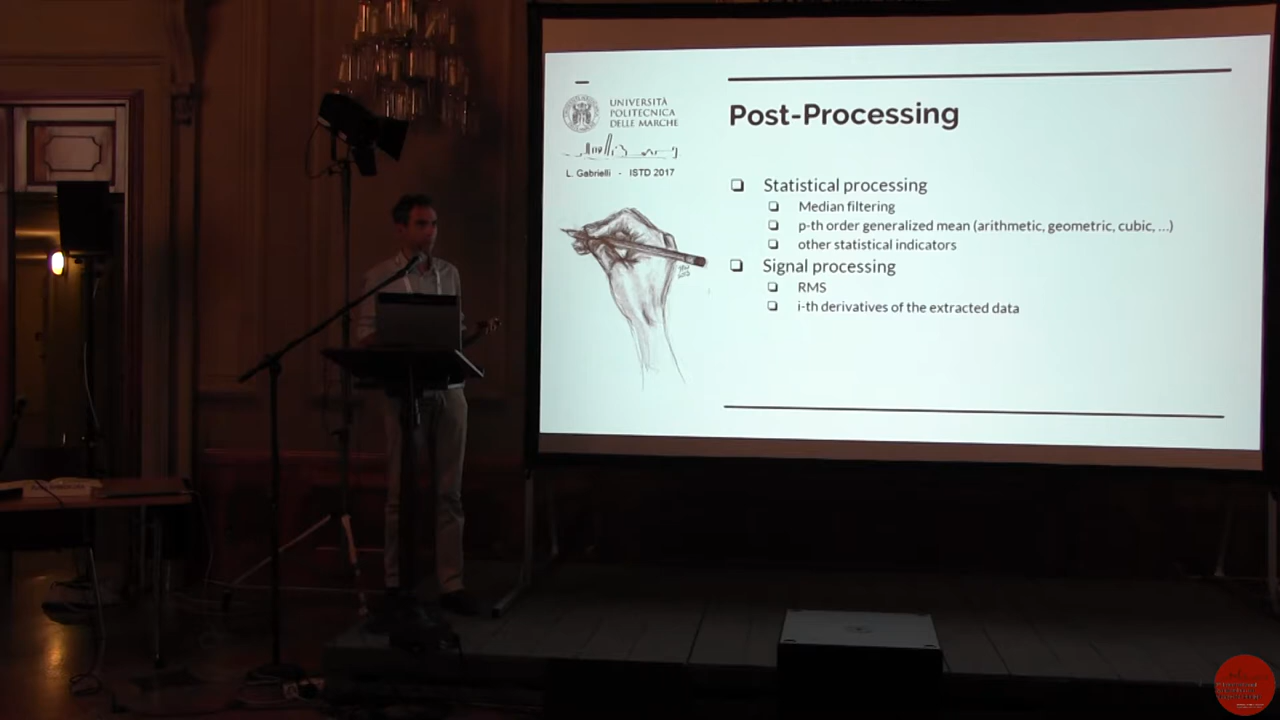 UNIVERSITÀ
POLITECNICA
DELLE MARCHE
L. Gabrielli - ISTD 2017
Post-Processing
Statistical processing
Median filtering
p-th order generalized mean (arithmetic, geometric, cubic, ...)
other statistical indicators
Signal processing
RMS
i-th derivatives of the extracted data